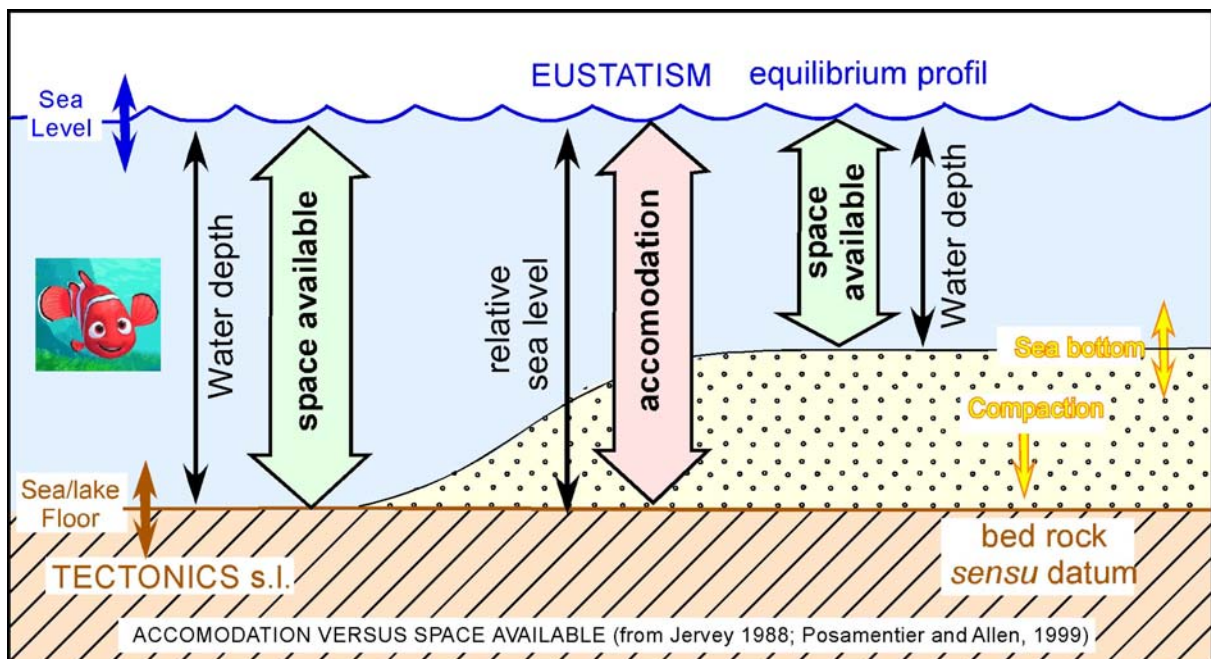 EUSTATISM equilibrium profil
Sea
Level
Water depth
space available
relative
sea level
accomodation
space
available
Water depth
Sea bottom
Compaction
Sea/lake
Floor
TECTONICS s.l.
bed rock
sensu datum
ACCOMODATION VERSUS SPACE AVAILABLE (from Jervey 1988; Posamentier and Allen, 1999)